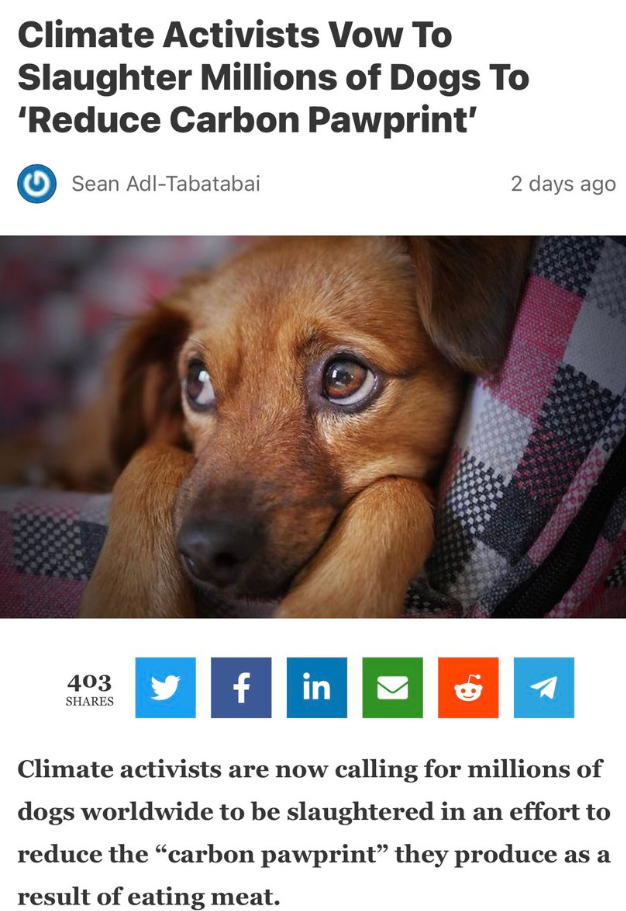 Climate Activists Vow To
Slaughter Millions of Dogs To
‘Reduce Carbon Pawprint’
Sean Adl-Tabatabai
2 days ago
403
SHARES
in
Climate activists are now calling for millions of
dogs worldwide to be slaughtered in an effort to
reduce the “carbon pawprint” they produce as a
result of eating meat.